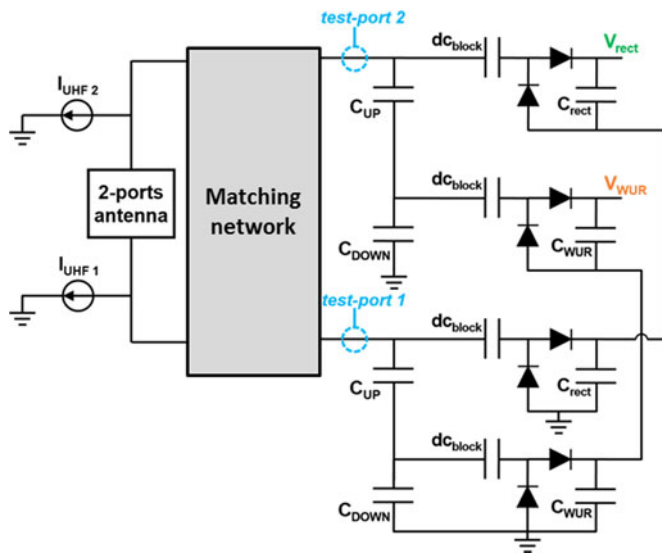 test-port 2
dcblock
Vrect
IUHF 2
CUP
Crect
2-ports
antenna
Matching
network
dcblock
VWUR
CDOWN
CWUR
IUHF 1
test-port 1
dcblock
CUP
Crect
dcblock
CDOWN
CWUR